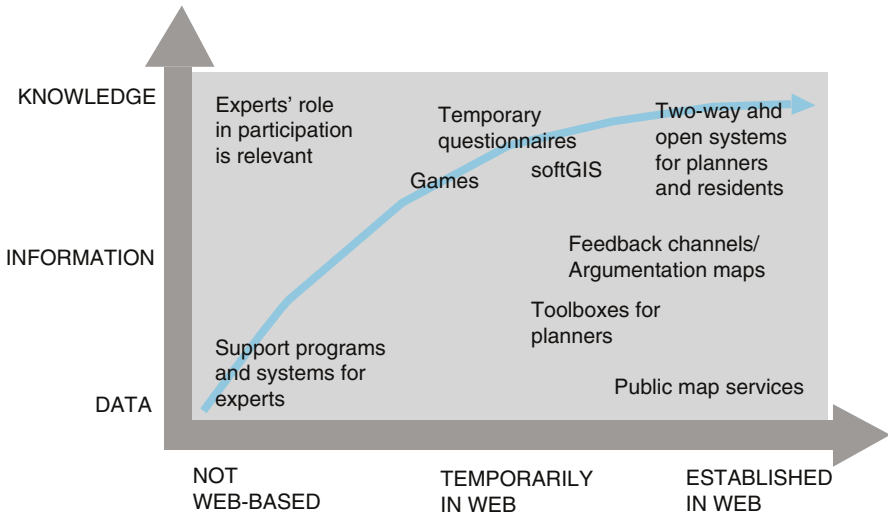 KNOWLEDGE
Experts' role
in participation
is relevant
Temporary
questionnaires
Two-way ahd
open systems
for planners
and residents
Games
softGIS
INFORMATION
Feedback channels/
Argumentation maps
Toolboxes for
planners
Support programs
and systems for
experts
DATA
Public map services
NOT
WEB-BASED
TEMPORARILY
IN WEB
ESTABLISHED
IN WEB